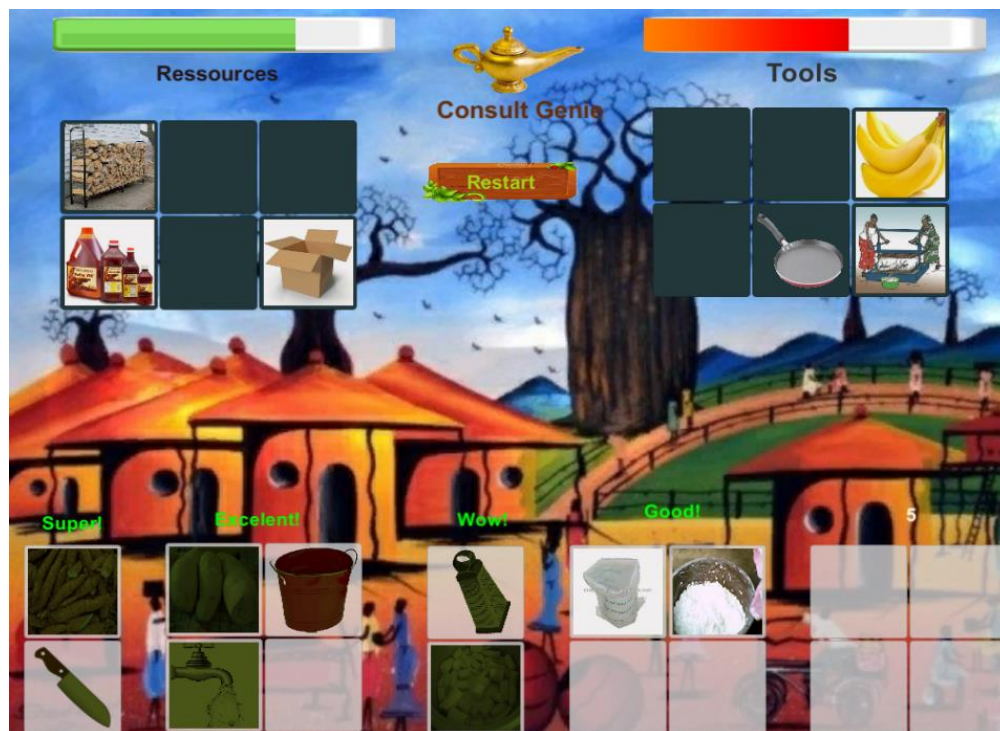 Ressources
Consult Genie
Tools
Restart
Super!
Excelent!
Wow!
Good!
5